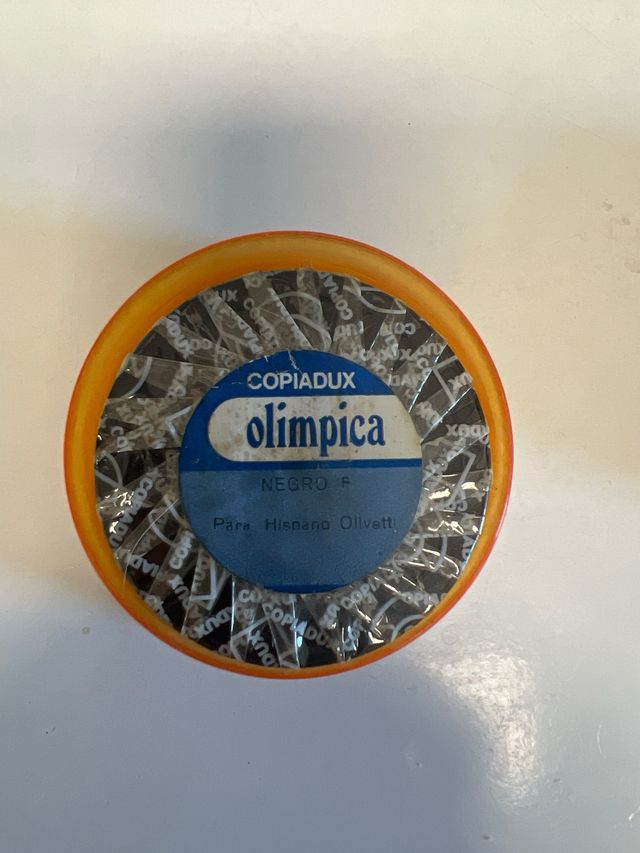 COPIADUX
olimpica
NEGRO F
Para Hispano Olivetti